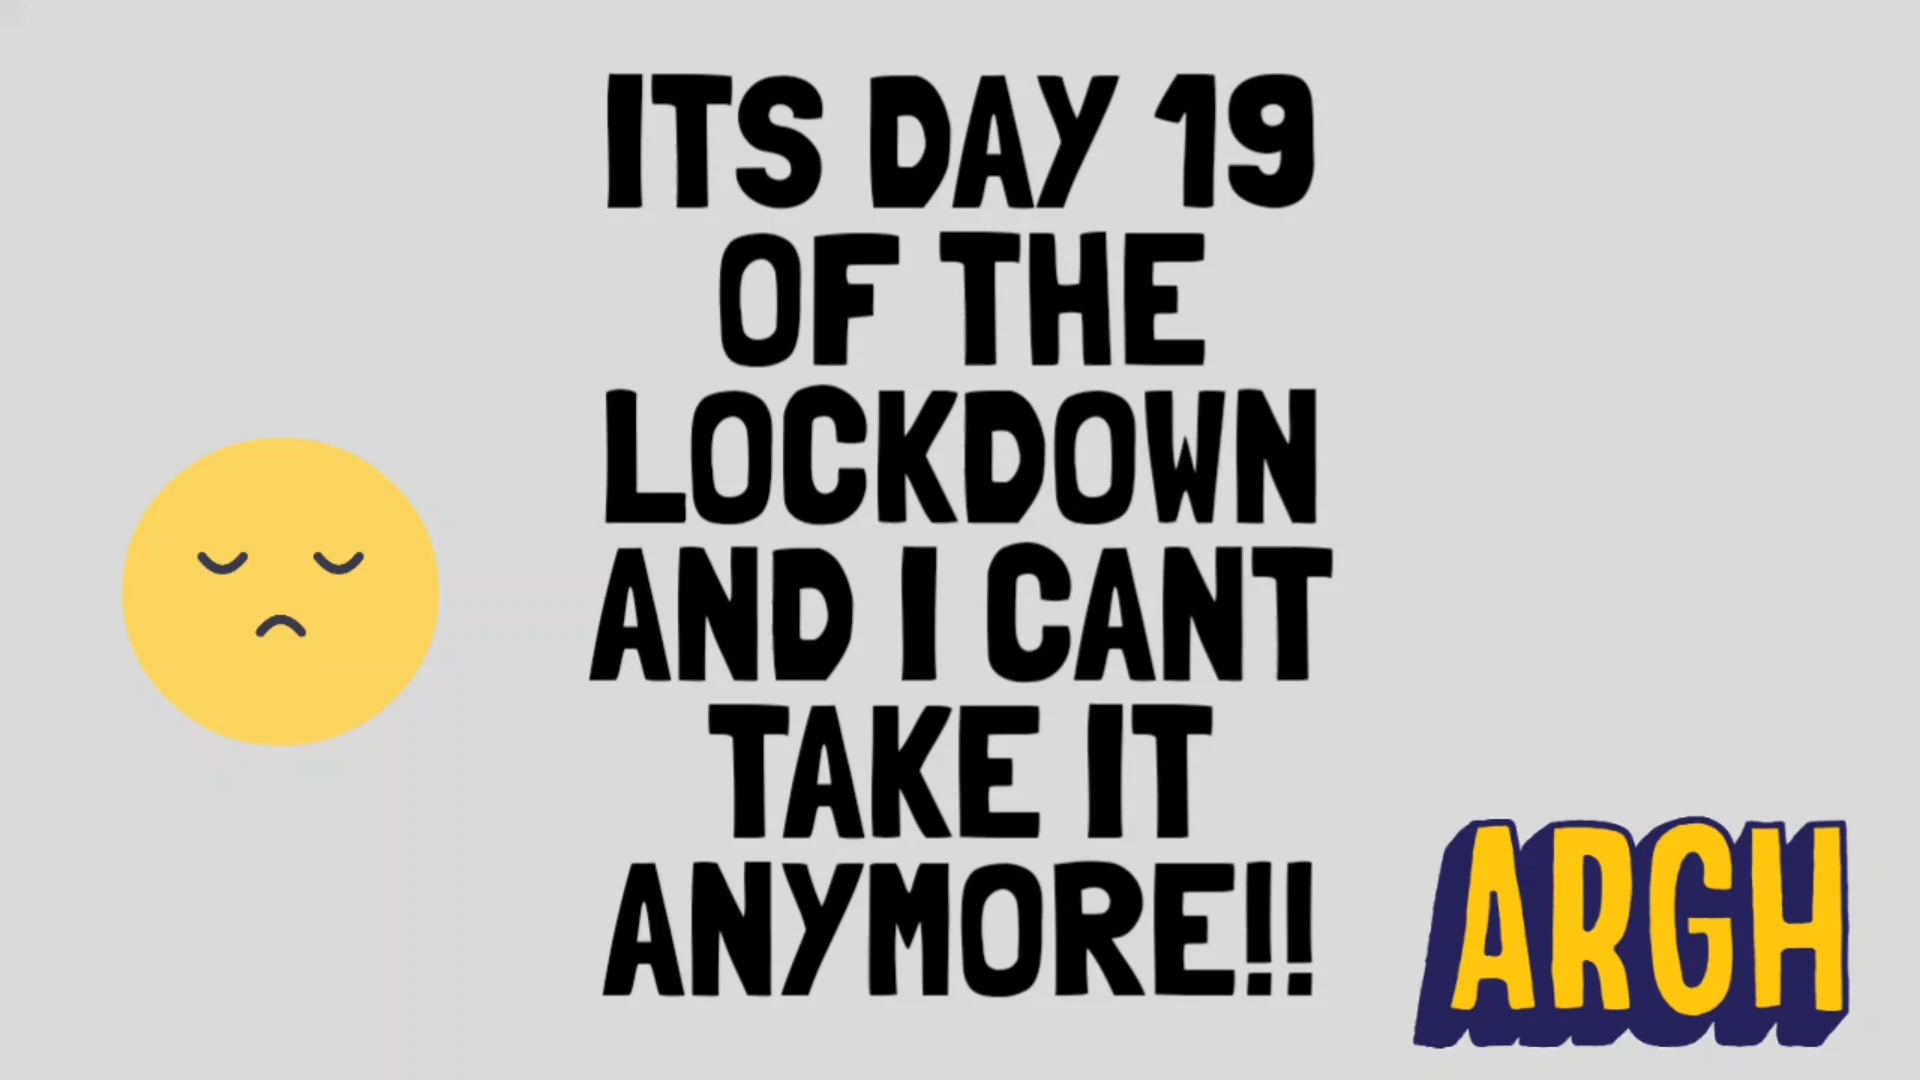 ITS DAY 19
OF THE
LOCKDOWN
AND I CANT
TAKE IT
ANYMORE!!
ARGH